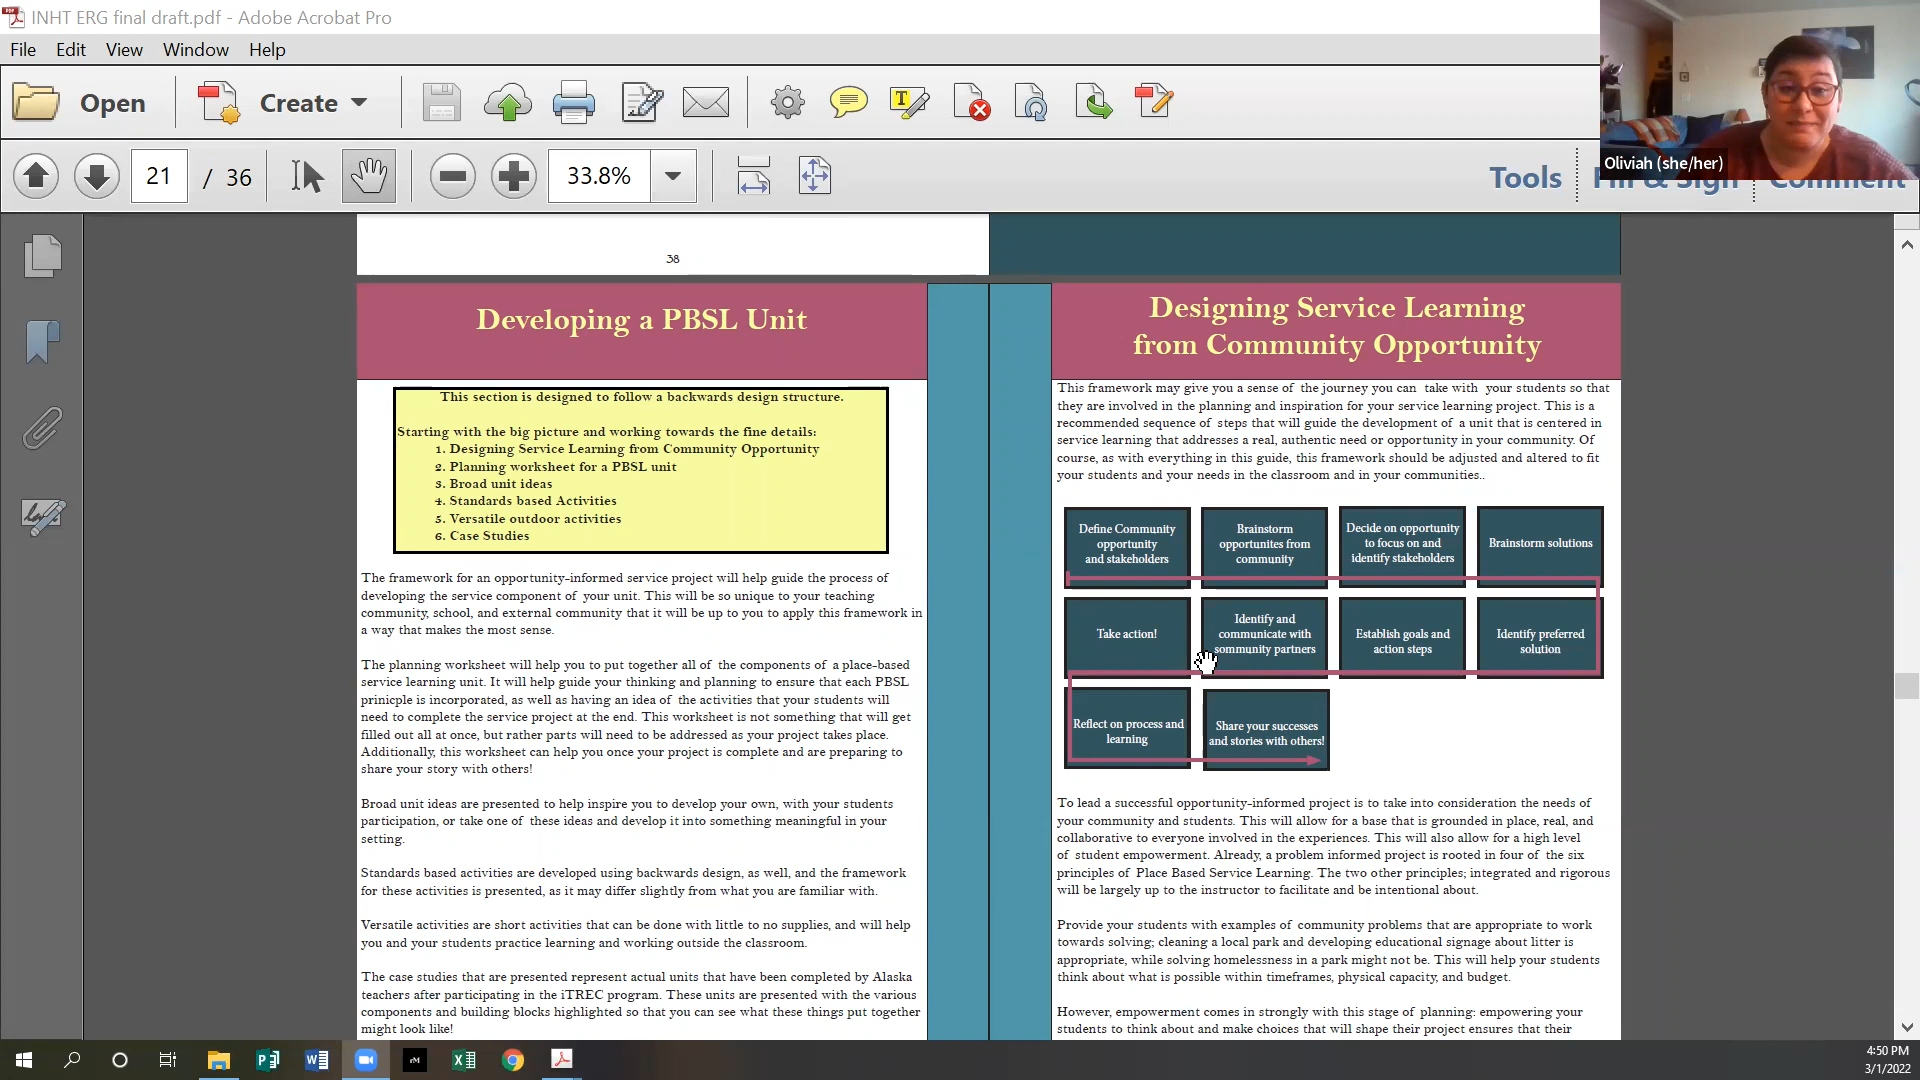 INHT ERG final draft.pdf - Adobe Acrobat Pro
File Edit View Window Help
Open
Create
Oliviah (she/her)
21 / 36
33.8%
Tools
Fill & Sign
Comment
38
Developing a PBSL Unit
This section is designed to follow a backwards design structure.
Starting with the big picture and working towards the fine details:
1. Designing Service Learning from Community Opportunity
2. Planning worksheet for a PBSL unit
3. Broad unit ideas
4. Standards based Activities
5. Versatile outdoor activities
6. Case Studies
The framework for an opportunity-informed service project will help guide the process of
developing the service component of your unit. This will be so unique to your teaching
community, school, and external community that it will be up to you to apply this framework in
a way that makes the most sense.
The planning worksheet will help you to put together all of the components of a place-based
service learning unit. It will help guide your thinking and planning to ensure that each PBSL
prinicple is incorporated, as well as having an idea of the activities that your students will
need to complete the service project at the end. This worksheet is not something that will get
filled out all at once, but rather parts will need to be addressed as your project takes place.
Additionally, this worksheet can help you once your project is complete and are preparing to
share your story with others!
Broad unit ideas are presented to help inspire you to develop your own, with your students
participation, or take one of these ideas and develop it into something meaningful in your
setting.
Standards based activities are developed using backwards design, as well, and the framework
for these activities is presented, as it may differ slightly from what you are familiar with.
Versatile activities are short activities that can be done with little to no supplies, and will help
you and your students practice learning and working outside the classroom.
The case studies that are presented represent actual units that have been completed by Alaska
teachers after participating in the iTREC program. These units are presented with the various
components and building blocks highlighted so that you can see what these things put together
might look like!
Designing Service Learning
from Community Opportunity
This framework may give you a sense of the journey you can take with your students so that
they are involved in the planning and inspiration for your service learning project. This is a
recommended sequence of steps that will guide the development of a unit that is centered in
service learning that addresses a real, authentic need or opportunity in your community. Of
course, as with everything in this guide, this framework should be adjusted and altered to fit
your students and your needs in the classroom and in your communities..
Define Community
opportunity
and stakeholders
Brainstorm
opportunites from
community
Decide on opportunity
to focus on and
identify stakeholders
Brainstorm solutions
Take action!
Identify and
communicate with
sommunity partners
Establish goals and
action steps
Identify preferred
solution
Reflect on process and
learning
Share your successes
and stories with others!
To lead a successful opportunity-informed project is to take into consideration the needs of
your community and students. This will allow for a base that is grounded in place, real, and
collaborative to everyone involved in the experiences. This will also allow for a high level
of student empowerment. Already, a problem informed project is rooted in four of the six
principles of Place Based Service Learning. The two other principles; integrated and rigorous
will be largely up to the instructor to facilitate and be intentional about.
Provide your students with examples of community problems that are appropriate to work
towards solving; cleaning a local park and developing educational signage about litter is
appropriate, while solving homelessness in a park might not be. This will help your students
think about what is possible within timeframes, physical capacity, and budget.
However, empowerment comes in strongly with this stage of planning: empowering your
students to think about and make choices that will shape their project ensures that their
4:50 PM
3/1/2022